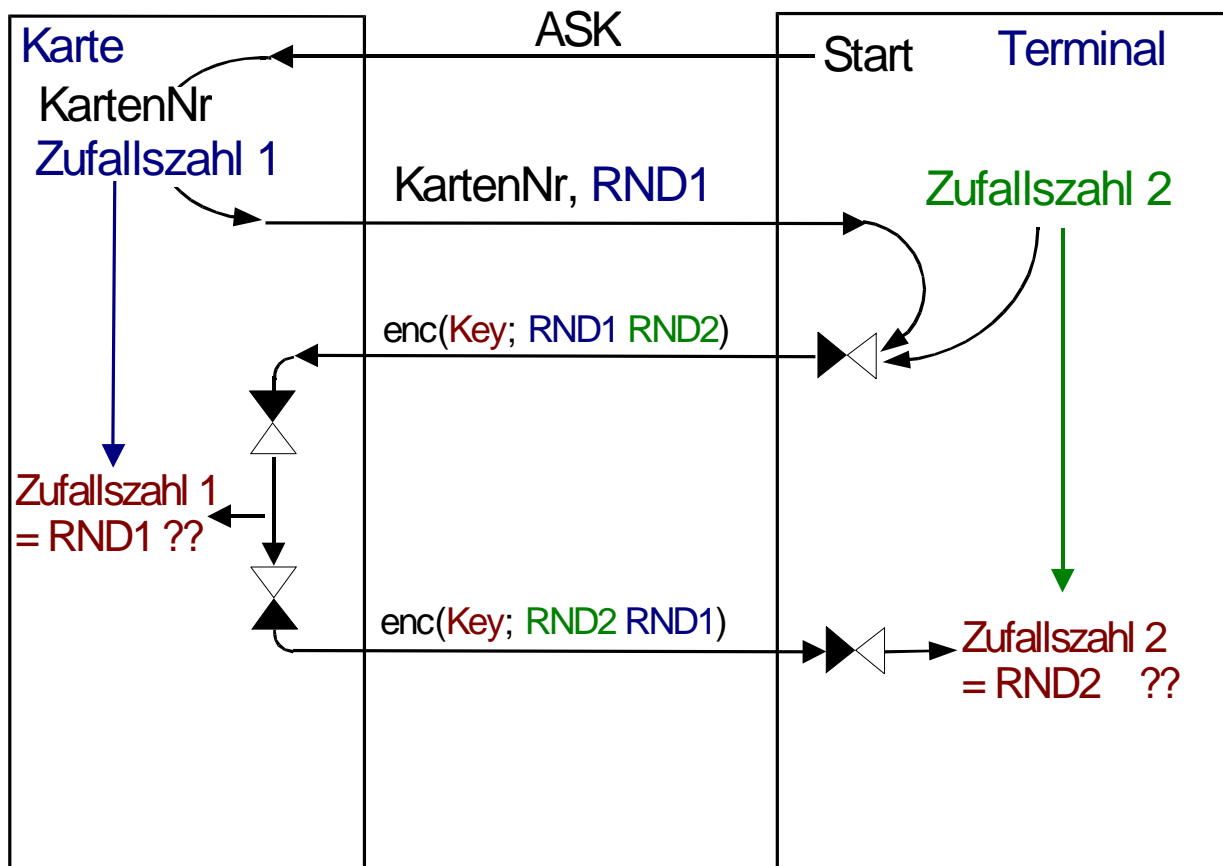 ASK
Karte
Start
Terminal
KartenNr
Zufallszahl 1
KartenNr, RND1
Zufallszahl 2
enc(Key; RND1 RND2)
Zufallszahl 1
= RND1 ??
enc(Key; RND2 RND1)
Zufallszahl 2
= RND2 ??